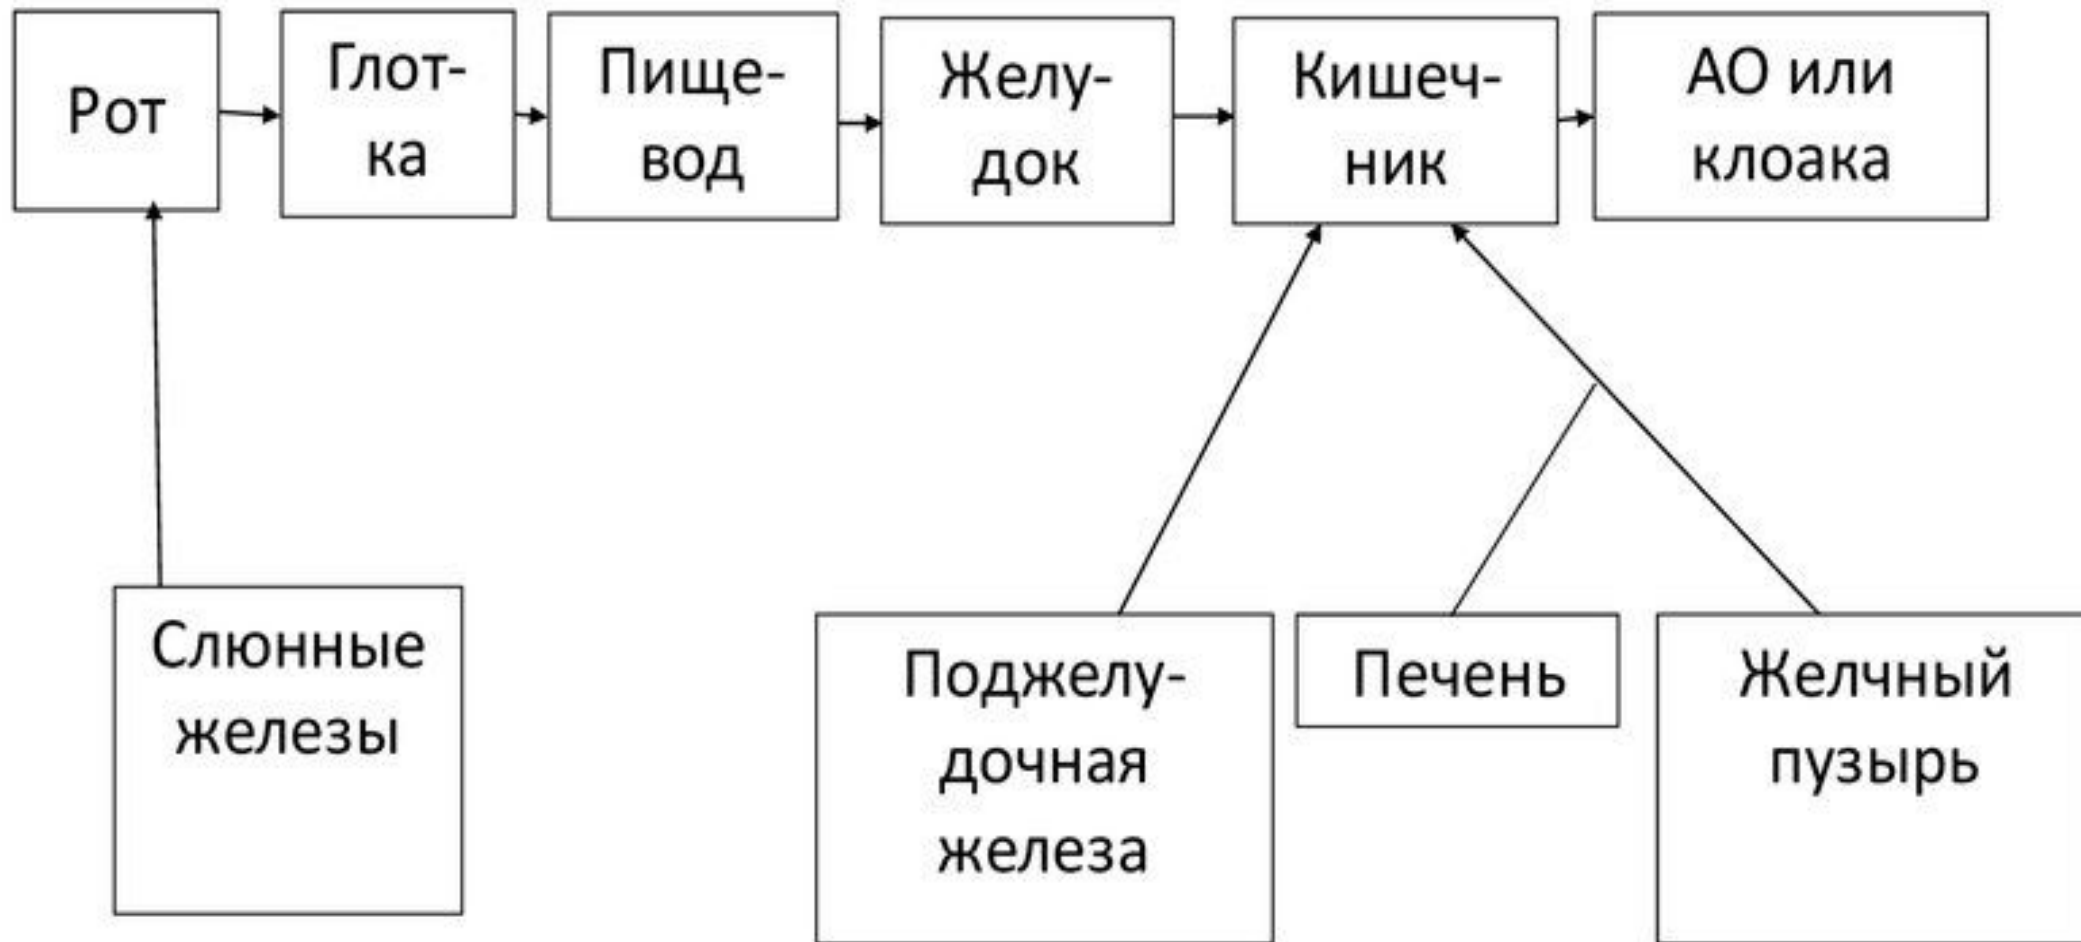 Рот
Глот-
ка
Пище-
вод
Желу-
док
Кишеч-
ник
АО или
клоака
Слюнные
железы
Поджелу-
дочная
железа
Печень
Желчный
пузырь